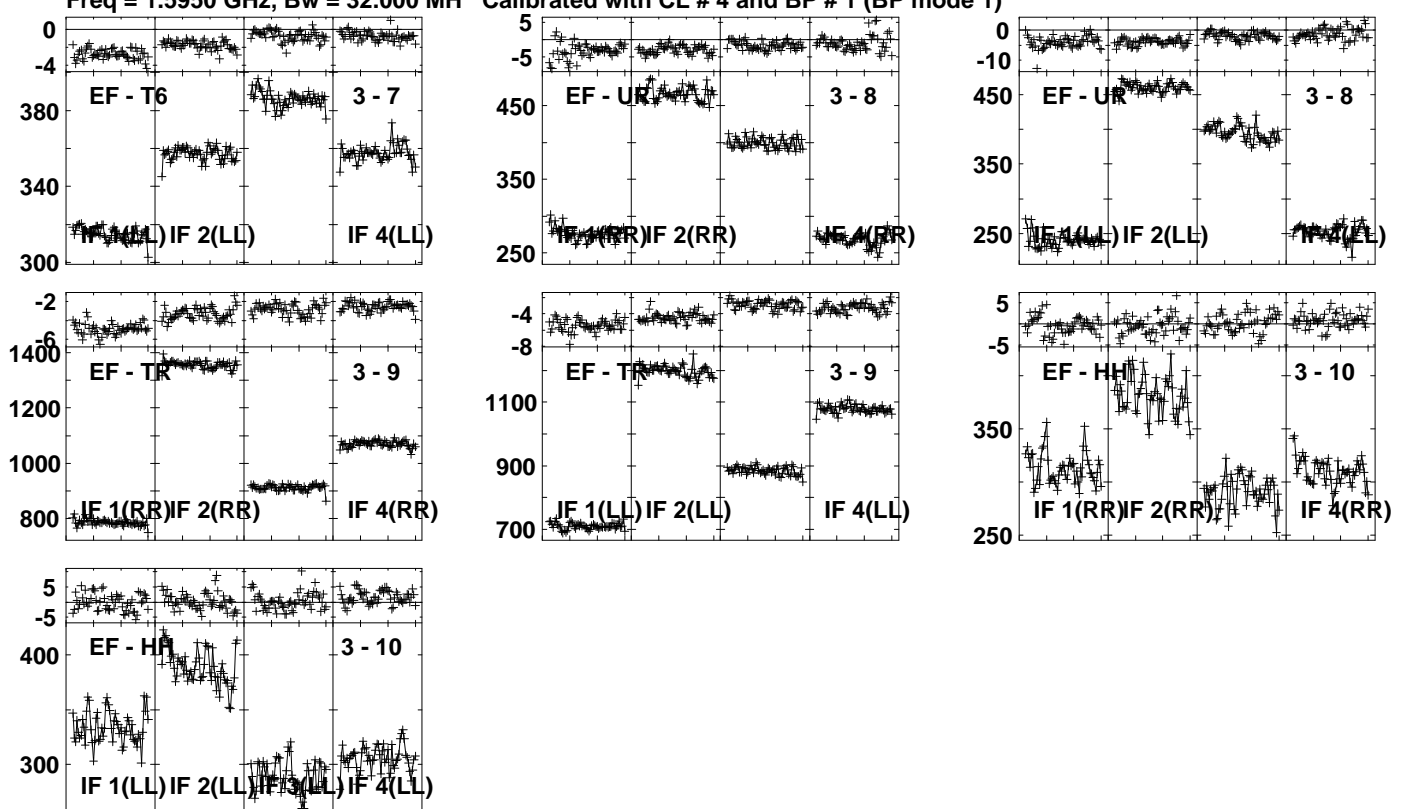 Freq = 1.5950 GHz, Bw = 32.000 MH Calibrated with CL # 4 and BP # 1 (BP mode 1)
0
-4
EF - T6 3 - 7
380
340
300
IF 1(LL) IF 2(LL) IF 4(LL)
5
-5
EF - UR 3 - 8
450
350
250
IF 1(RR) IF 2(RR) IF 4(RR)
0
-10
EF - UR 3 - 8
450
350
250
IF 1(LL) IF 2(LL) IF 4(LL)
-2
-6
1400
EF - TR 3 - 9
1200
1000
800
IF 1(RR) IF 2(RR) IF 4(RR)
-4
-8
EF - TR 3 - 9
1100
900
700
IF 1(LL) IF 2(LL) IF 4(LL)
5
-5
EF - HH 3 - 10
350
250
IF 1(RR) IF 2(RR) IF 4(RR)
5
-5
EF - HH 3 - 10
400
300
IF 1(LL) IF 2(LL) IF 3(LL) IF 4(LL)